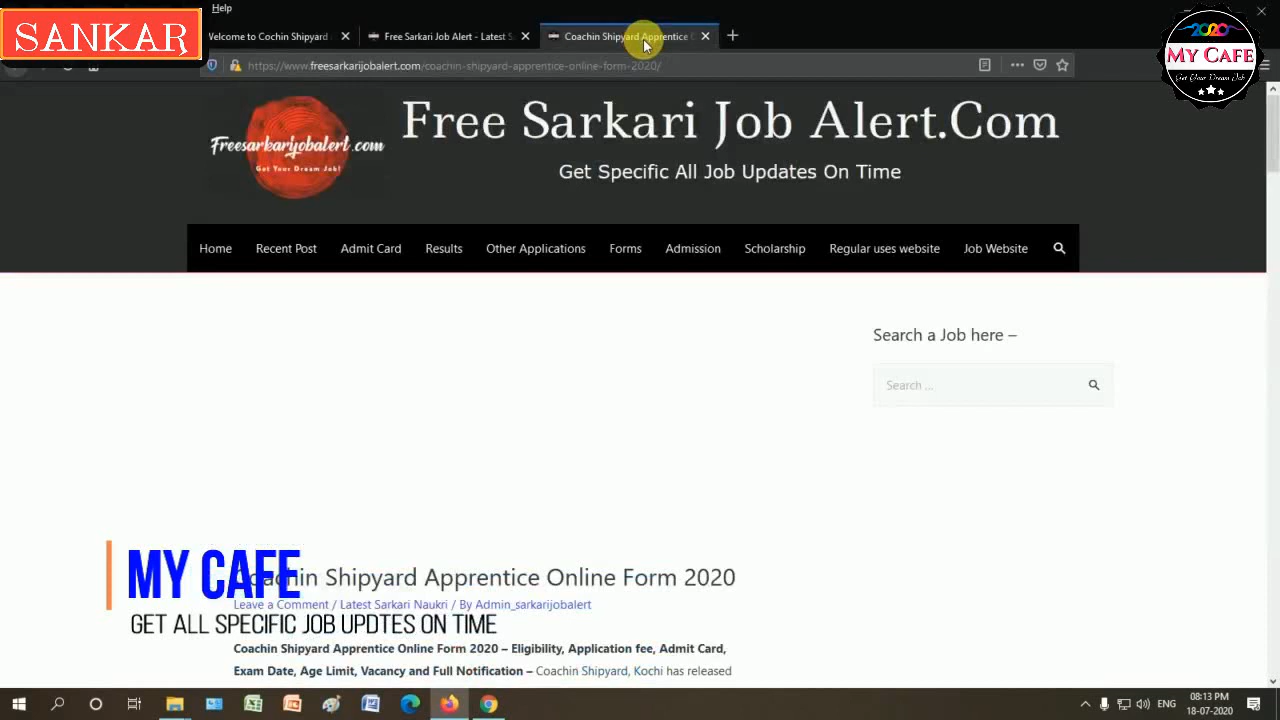 Help
SANKAR
Welcome to Cochin Shipyard
Free Sarkari Job Alert - Latest S
Coachin Shipyard Apprentice
https://www.freesarkarijobalert.com/coachin-shipyard-apprentice-online-form-2020/
2020
MY CAFE
Get Your Dream Job
Freesarkarijobalert.com
Get Your Dream Job!
Free Sarkari Job Alert.Com
Get Specific All Job Updates On Time
Home Recent Post Admit Card Results Other Applications Forms Admission Scholarship Regular uses website Job Website
Search a Job here –
Search ...
MY CAFE
Coachin Shipyard Apprentice Online Form 2020
Leave a Comment / Latest Sarkari Naukri / By Admin_sarkarijobalert
GET ALL SPECIFIC JOB UPDTES ON TIME
Coachin Shipyard Apprentice Online Form 2020 – Eligibility, Application fee, Admit Card,
Exam Date, Age Limit, Vacancy and Full Notification – Coachin Shipyard, Kochi has released
ENG
08:13 PM
18-07-2020